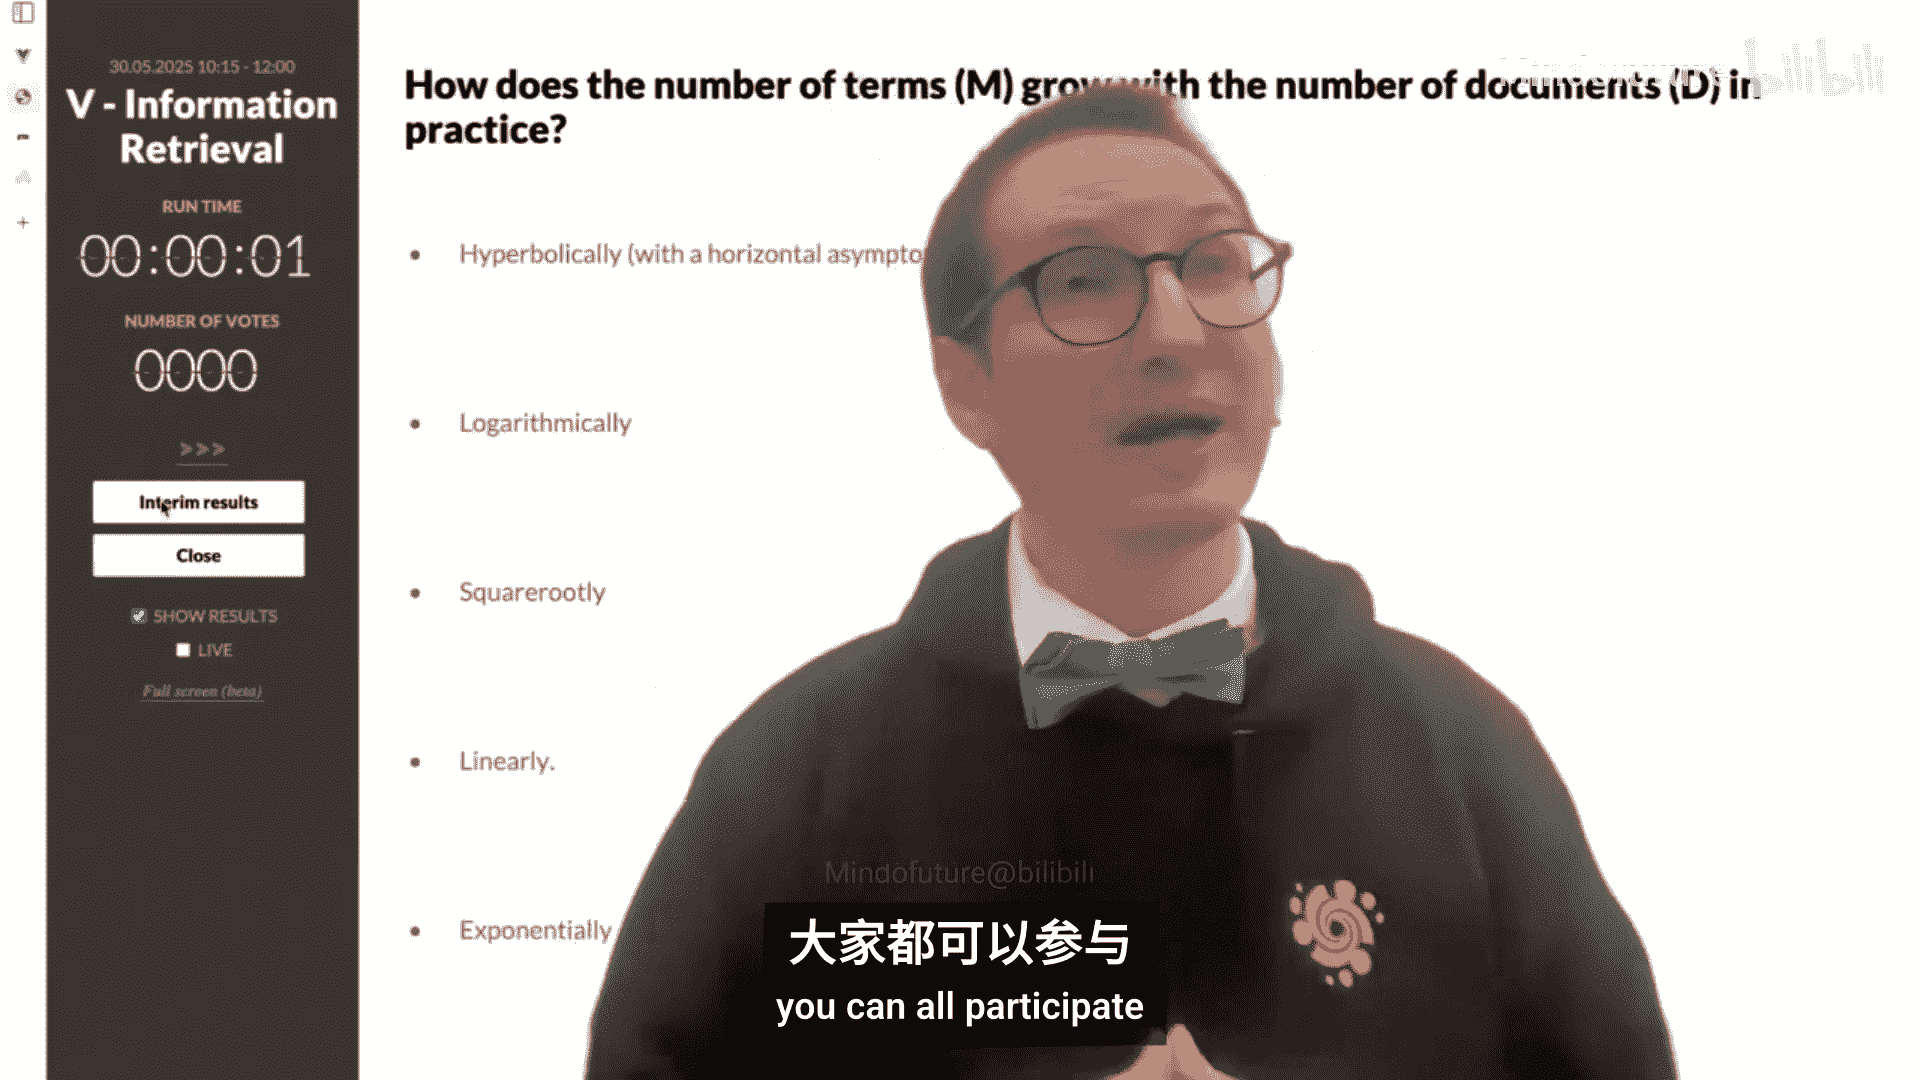 30.05.2025 10:15 - 12:00
V - Information
Retrieval
RUN TIME
00:00:01
NUMBER OF VOTES
0000
>>>
Interim results
Close
SHOW RESULTS
LIVE
Full screen (beta)
How does the number of terms (M) grow with the number of documents (D) in
practice?
bilibili
• Hyperbolically (with a horizontal asympto
• Logarithmically
• Squarerootly
• Linearly.
• Exponentially
Mindofuture@bilibili
大家都可以参与
you can all participate